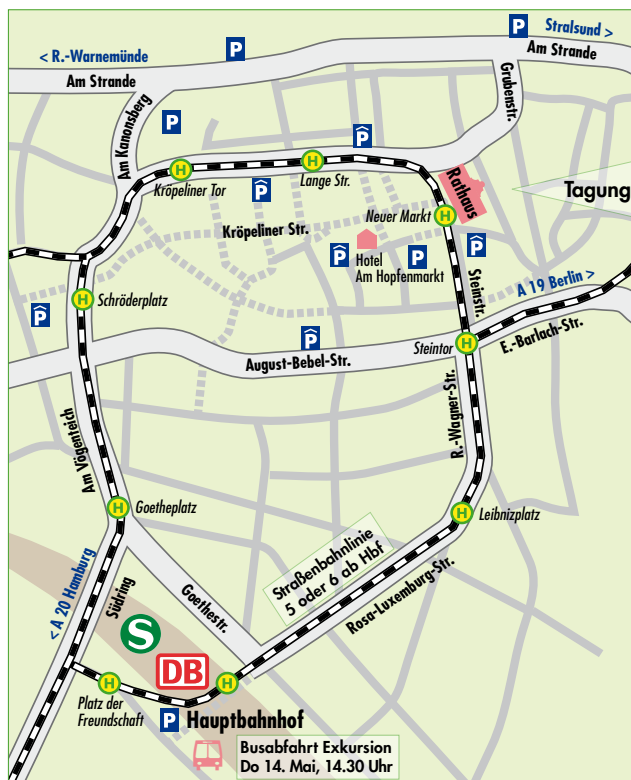 P
Stralsund >
< R.-Warnemünde
P
Am Strande
Am Strande
Grubenstr.
Am Kanonsberg
P
P
H
Lange Str.
H
Kröpeliner Tor
P
Rathaus
Tagung
Neuer Markt
H
Kröpeliner Str.
P
Hotel
Am Hopfenmarkt
P
P
Steinstr.
A 19 Berlin >
H
Schröderplatz
P
P
Steintor
H
E.-Barlach-Str.
August-Bebel-Str.
R.-Wagner-Str.
Am Vögenteich
H
Goetheplatz
H
Leibnizplatz
Straßenbahnlinie
5 oder 6 ab Hbf
Rosa-Luxemburg-Str.
< A 20 Hamburg
Südring
Goethestr.
S
DB
H
H
Platz der
Freundschaft
P
Hauptbahnhof
Busabfahrt Exkursion
Do 14. Mai, 14.30 Uhr